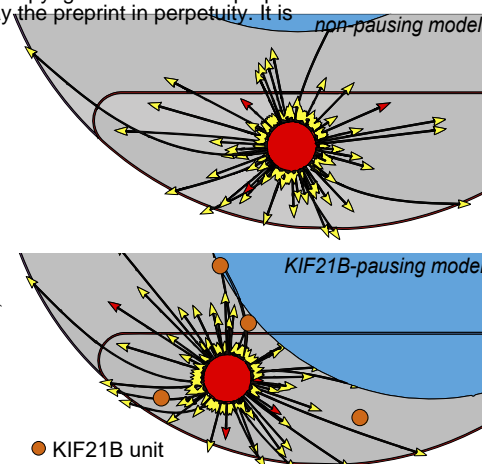 y the preprint in perpetuity. It is
non-pausing model
KIF21B-pausing model
KIF21B unit